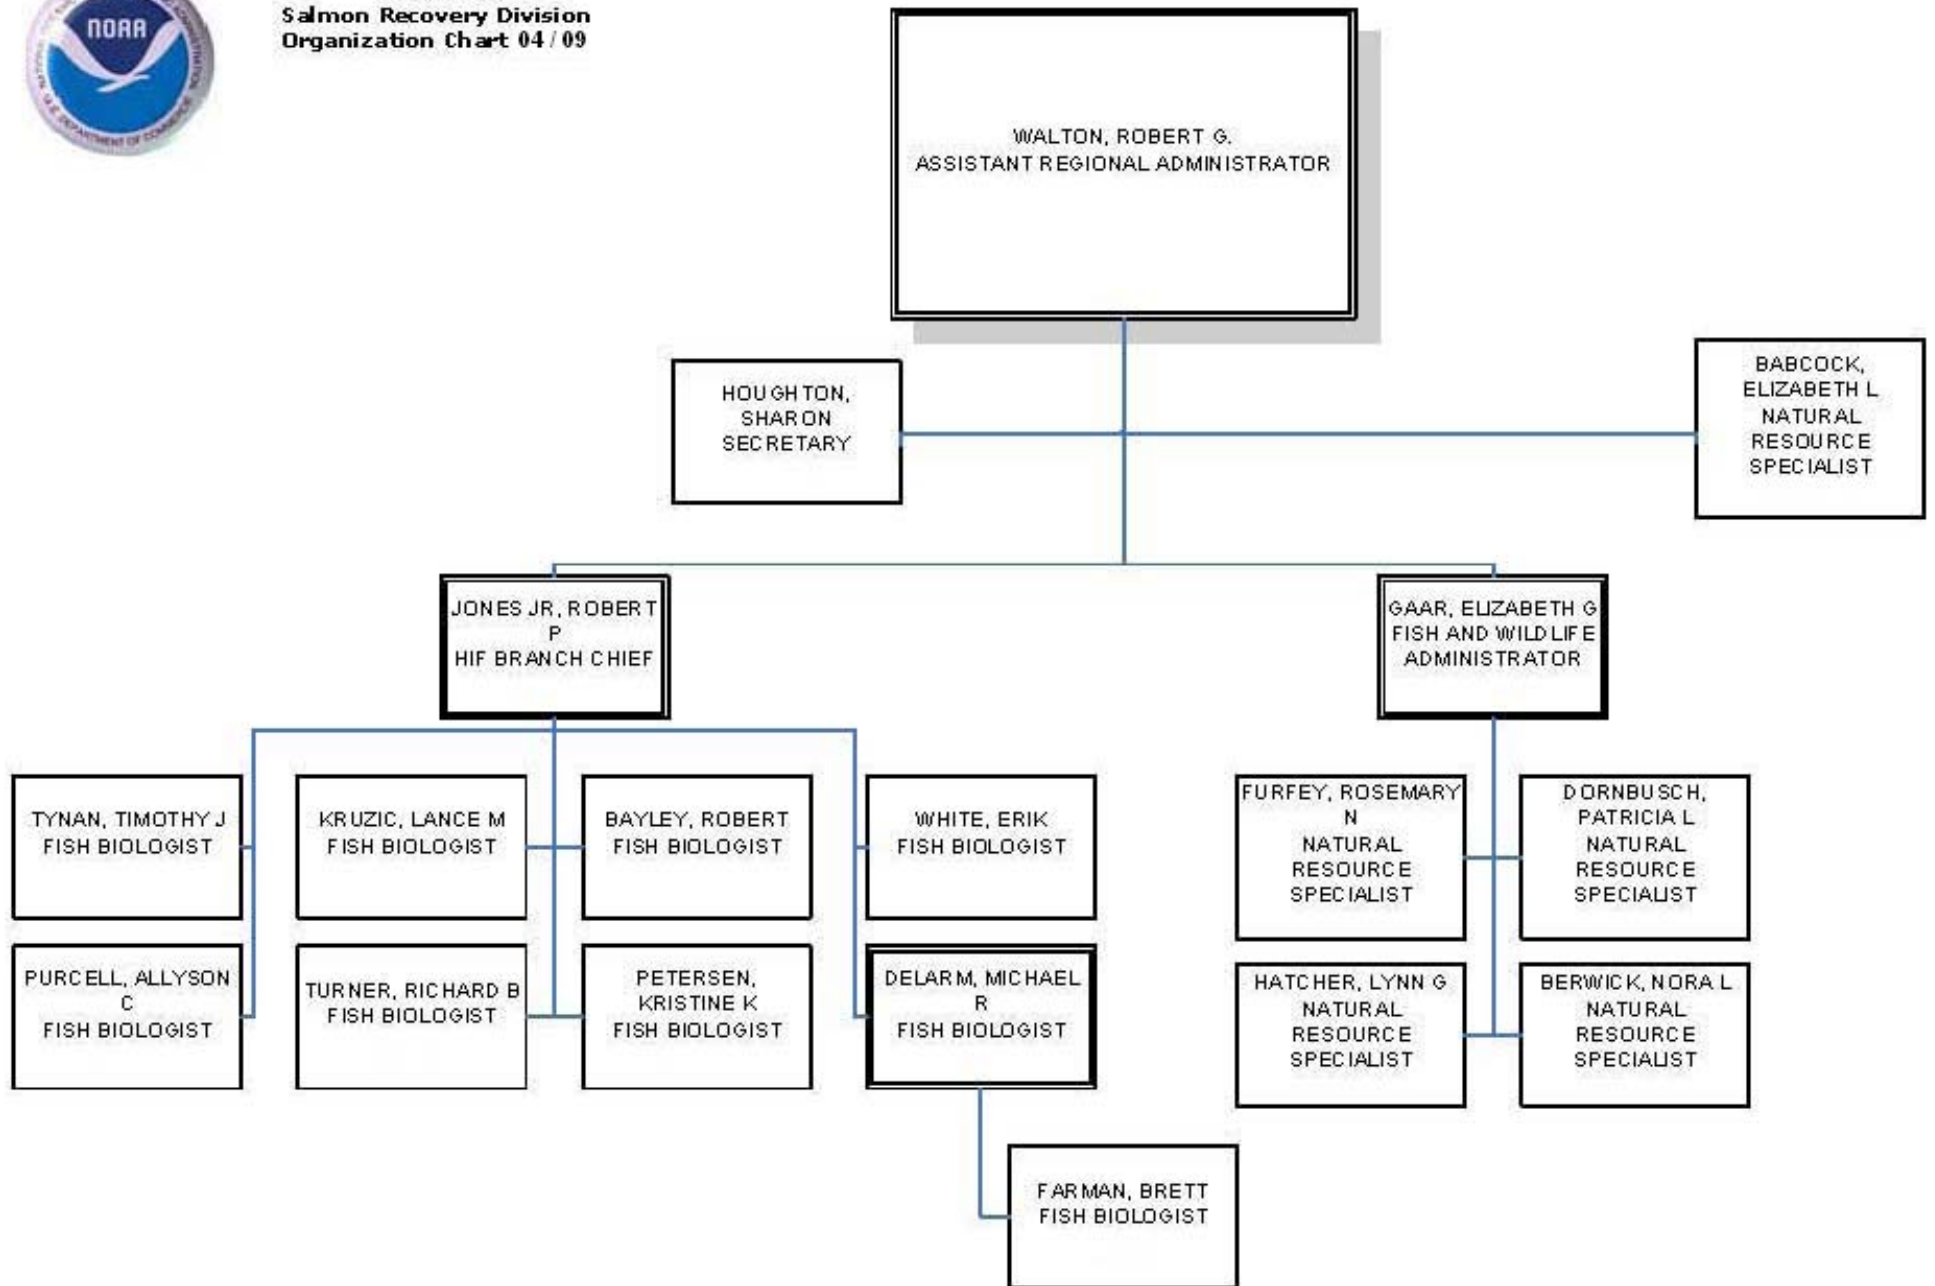 NOAA
U.S. DEPARTMENT OF COMMERCE
Salmon Recovery Division
Organization Chart 04/09
WALTON, ROBERT G.
ASSISTANT REGIONAL ADMINISTRATOR
HOUGHTON,
SHARON
SECRETARY
BABCOCK,
ELIZABETH L
NATURAL
RESOURCE
SPECIALIST
JONES JR, ROBERT
P
HIF BRANCH CHIEF
GAAR, ELIZABETH G
FISH AND WILDLIFE
ADMINISTRATOR
TYNAN, TIMOTHY J
FISH BIOLOGIST
KRUZIC, LANCE M
FISH BIOLOGIST
BAYLEY, ROBERT
FISH BIOLOGIST
WHITE, ERIK
FISH BIOLOGIST
FURFEY, ROSEMARY
N
NATURAL
RESOURCE
SPECIALIST
DORNBUSCH,
PATRICIA L
NATURAL
RESOURCE
SPECIALIST
PURCELL, ALLYSON
C
FISH BIOLOGIST
TURNER, RICHARD B
FISH BIOLOGIST
PETERSEN,
KRISTINE K
FISH BIOLOGIST
DELARM, MICHAEL
R
FISH BIOLOGIST
HATCHER, LYNN G
NATURAL
RESOURCE
SPECIALIST
BERWICK, NORA L
NATURAL
RESOURCE
SPECIALIST
FARMAN, BRETT
FISH BIOLOGIST